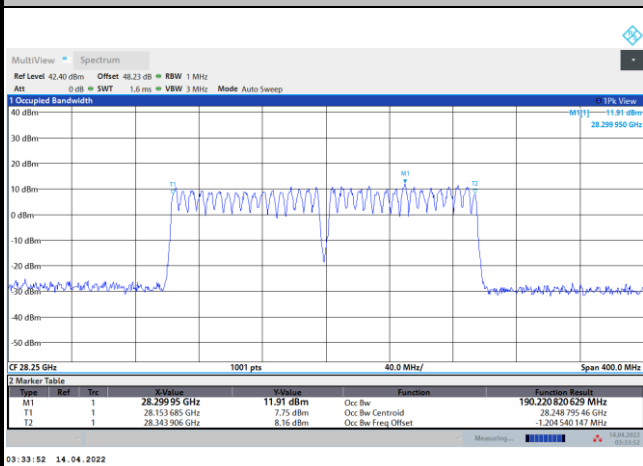 MultiView Spectrum
Ref Level 42.40 dBm Offset 48.23 dB RBW 1 MHz
Att 0 dB SWT 1.6 ms VBW 3 MHz Mode Auto Sweep
1 Occupied Bandwidth 1Pk View
M1[1] 11.91 dBm
28.299 950 GHz
40 dBm
30 dBm
20 dBm
M1
T1 T2
10 dBm
0 dBm
-10 dBm
-20 dBm
-30 dBm
-40 dBm
-50 dBm
CF 28.25 GHz 1001 pts 40.0 MHz/ Span 400.0 MHz
2 Marker Table
Type Ref Trc X-Value Y-Value Function Function Result
M1 1 28.299 95 GHz 11.91 dBm Occ Bw 190.220 820 629 MHz
T1 1 28.153 685 GHz 7.75 dBm Occ Bw Centroid 28.248 795 46 GHz
T2 1 28.343 906 GHz 8.16 dBm Occ Bw Freq Offset -1.204 540 147 MHz
Measuring... 14.04.2022
03:33:52
03:33:52 14.04.2022